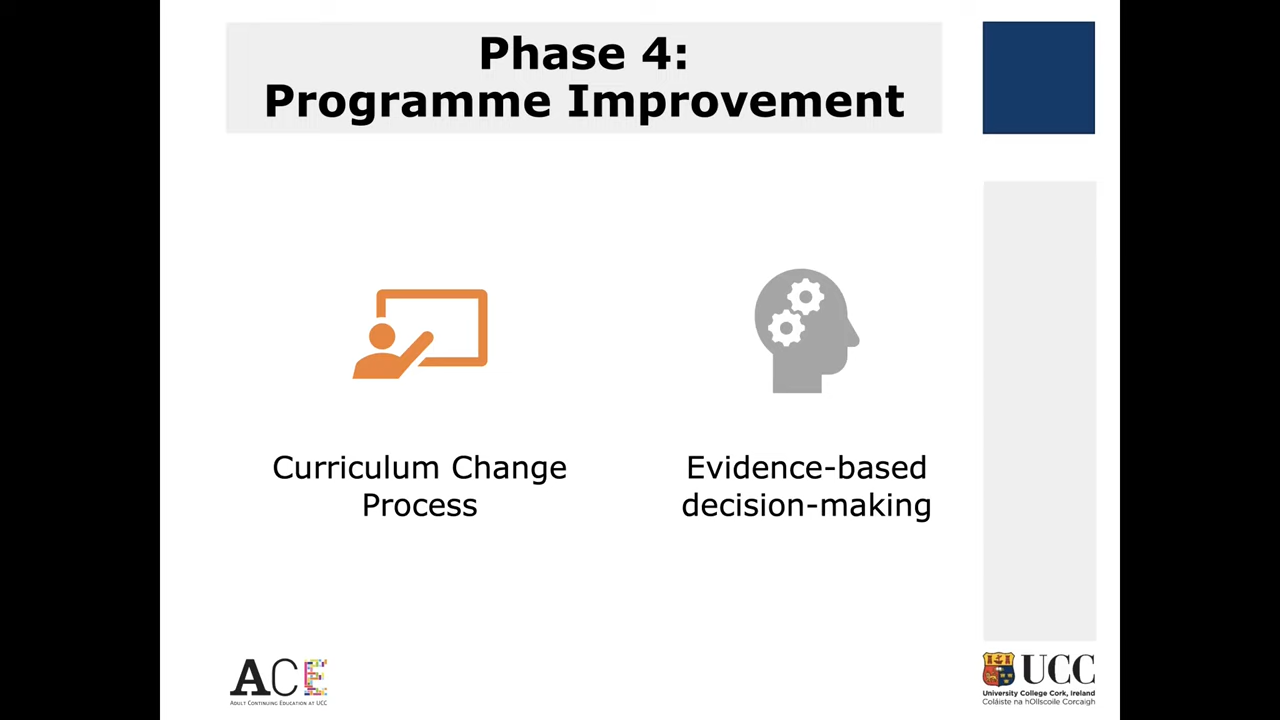 Phase 4:
Programme Improvement
Curriculum Change
Process
Evidence-based
decision-making
ACE
ADULT CONTINUING EDUCATION AT UCC
UCC
University College Cork, Ireland
Coláiste na hOllscoile Corcaigh